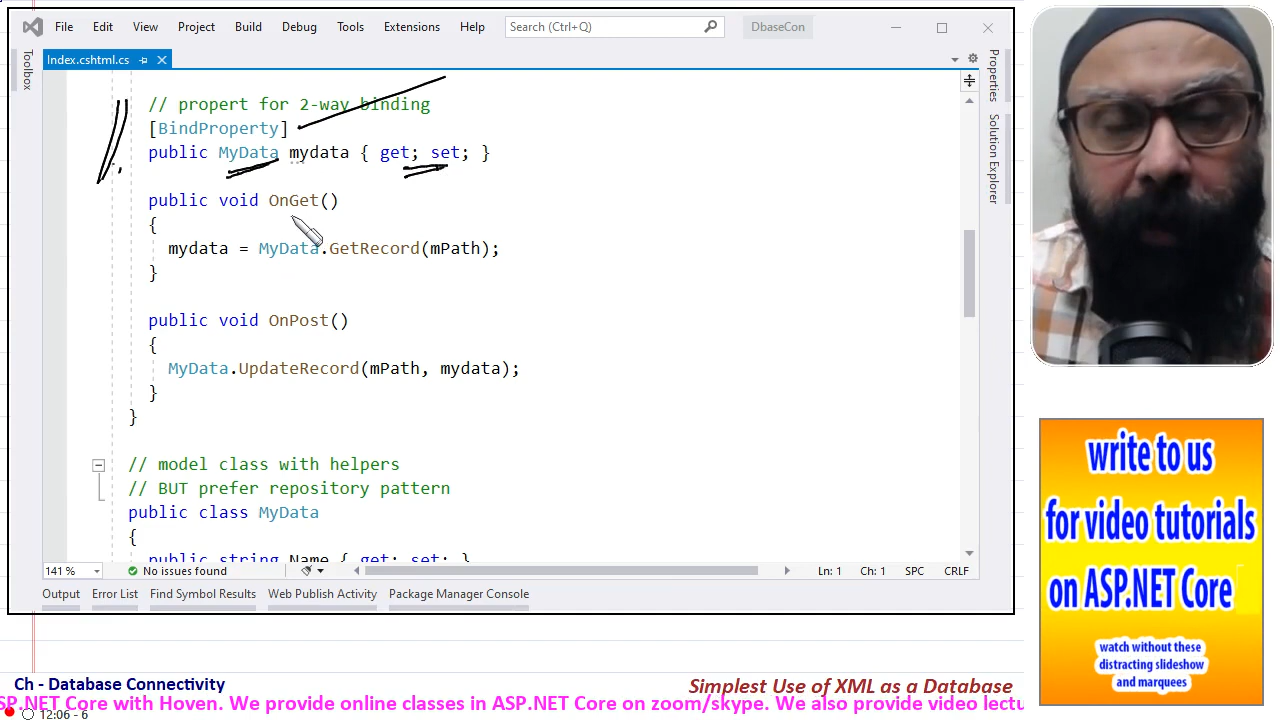 File Edit View Project Build Debug Tools Extensions Help Search (Ctrl+Q) DbaseCon
Toolbox
Index.cshtml.cs
Properties
Solution Explorer
// propert for 2-way binding
[BindProperty]
public MyData mydata { get; set; }
public void OnGet()
{
mydata = MyData.GetRecord(mPath);
}
public void OnPost()
{
MyData.UpdateRecord(mPath, mydata);
}
}
// model class with helpers
// BUT prefer repository pattern
public class MyData
{
public string Name { get; set; }
141 % No issues found Ln: 1 Ch: 1 SPC CRLF
Output Error List Find Symbol Results Web Publish Activity Package Manager Console
write to us
for video tutorials
on ASP.NET Core
watch without these
distracting slideshow
and marquees
Ch - Database Connectivity
Simplest Use of XML as a Database
SP.NET Core with Hoven. We provide online classes in ASP.NET Core on zoom/skype. We also provide video lectu
12:06 - 6